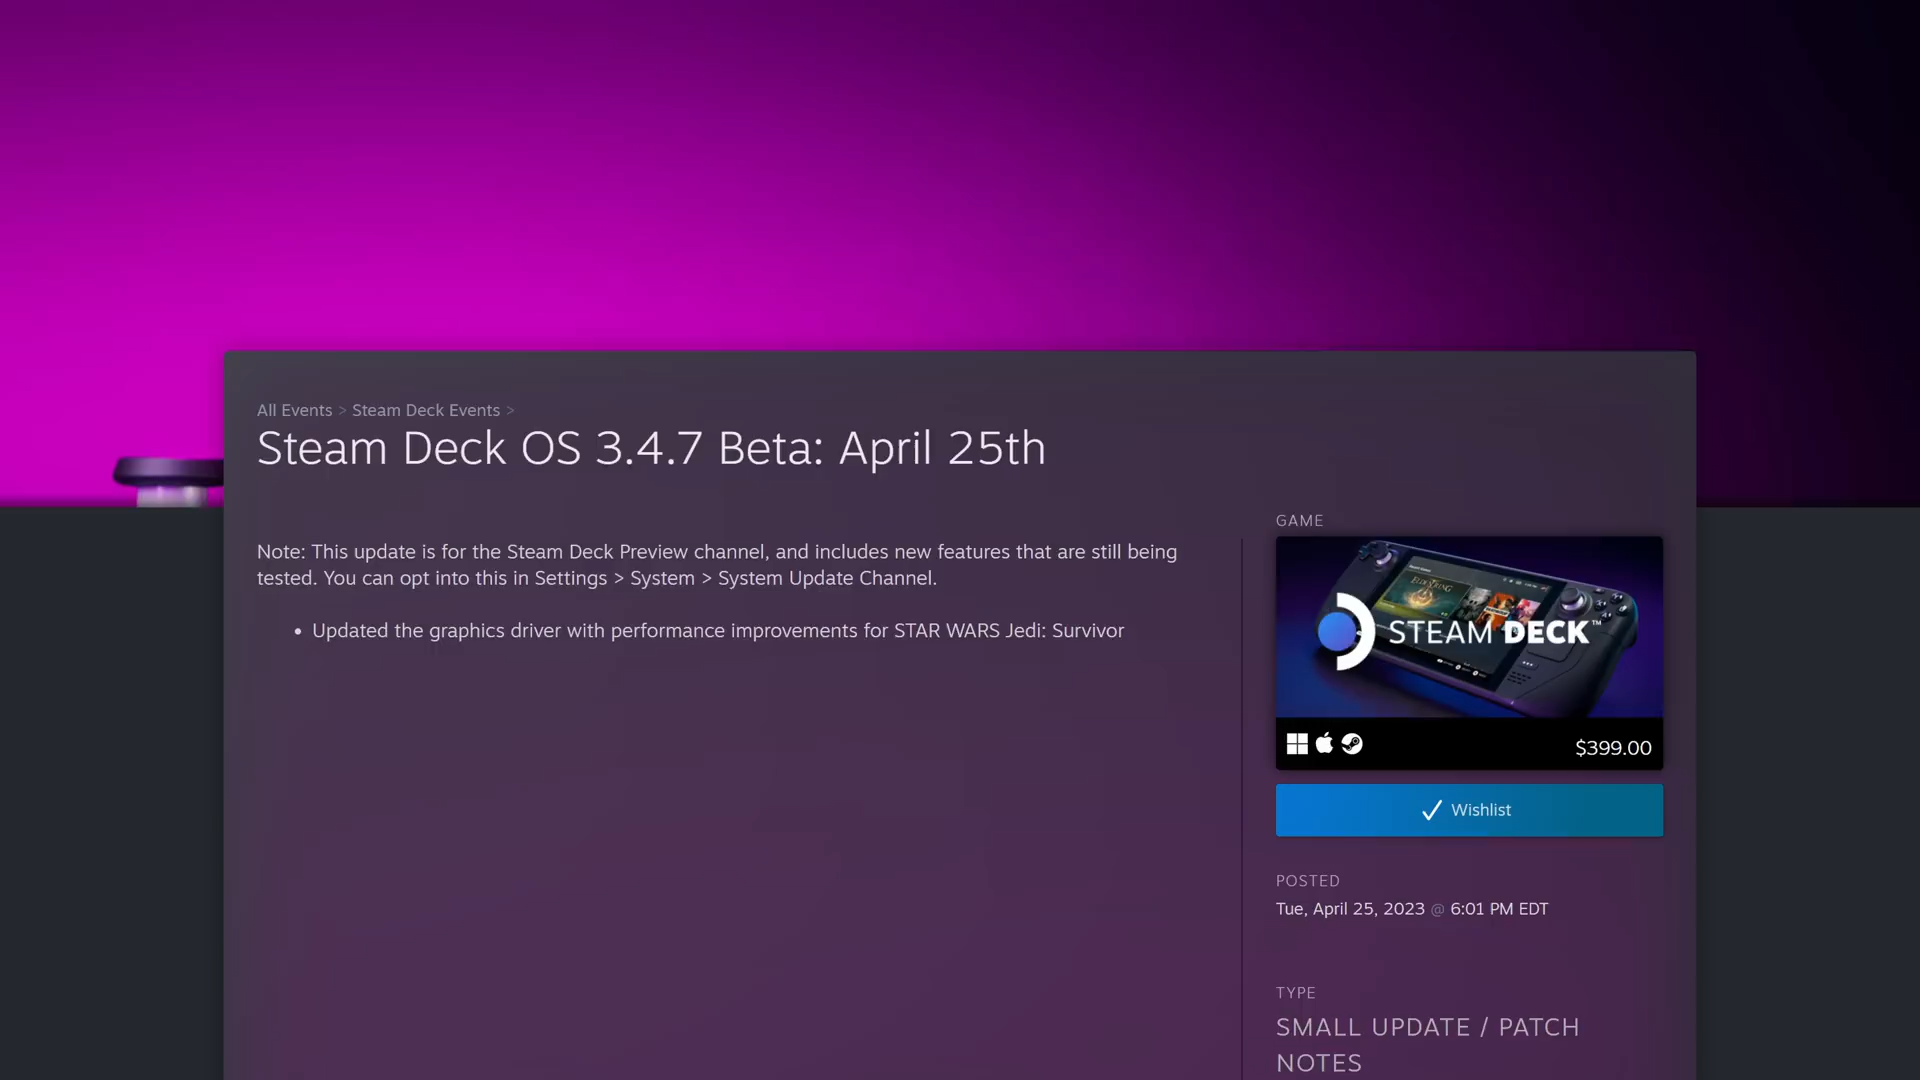 All Events > Steam Deck Events >
Steam Deck OS 3.4.7 Beta: April 25th
Note: This update is for the Steam Deck Preview channel, and includes new features that are still being
tested. You can opt into this in Settings > System > System Update Channel.
• Updated the graphics driver with performance improvements for STAR WARS Jedi: Survivor
GAME
ELDEN RING
STEAM DECK™
$399.00
✓ Wishlist
POSTED
Tue, April 25, 2023 @ 6:01 PM EDT
TYPE
SMALL UPDATE / PATCH
NOTES